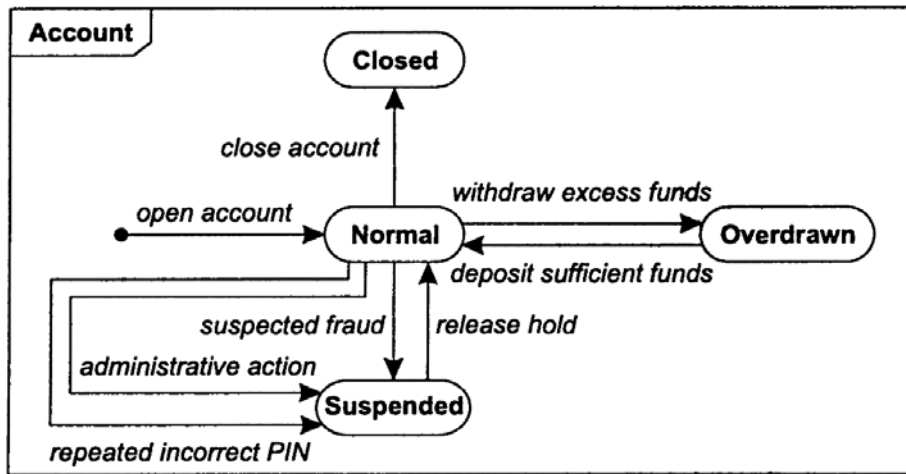 Account
Closed
close account
withdraw excess funds
open account
Normal
Overdrawn
deposit sufficient funds
suspected fraud
release hold
administrative action
Suspended
repeated incorrect PIN